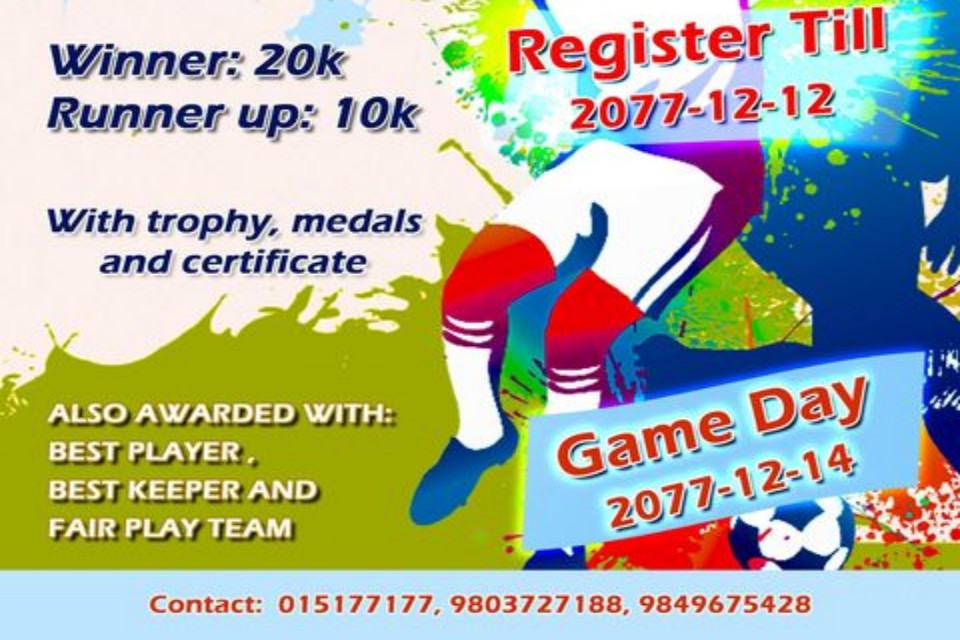 Winner: 20k
Runner up: 10k
With trophy, medals
and certificate
Register Till
2077-12-12
ALSO AWARDED WITH:
BEST PLAYER ,
BEST KEEPER AND
FAIR PLAY TEAM
Game Day
2077-12-14
Contact: 015177177, 9803727188, 9849675428